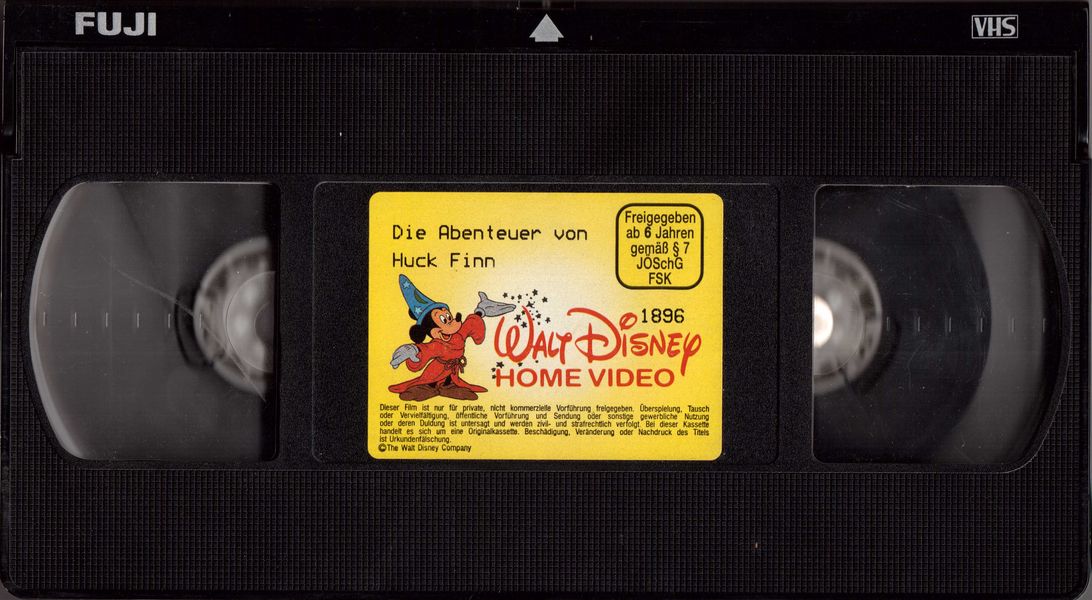 FUJI
VHS
Die Abenteuer von
Huck Finn
Freigegeben
ab 6 Jahren
gemäß § 7
JÖSchG
FSK
1896
WALT DISNEY
HOME VIDEO
Dieser Film ist nur für private, nicht kommerzielle Vorführung freigegeben. Überspielung, Tausch
oder Vervielfältigung, öffentliche Vorführung und Sendung oder sonstige gewerbliche Nutzung
oder deren Duldung ist untersagt und werden zivil- und strafrechtlich verfolgt. Bei dieser Kassette
handelt es sich um eine Originalkassette. Beschädigung, Veränderung oder Nachdruck des Titels
ist Urkundenfälschung.
©The Walt Disney Company